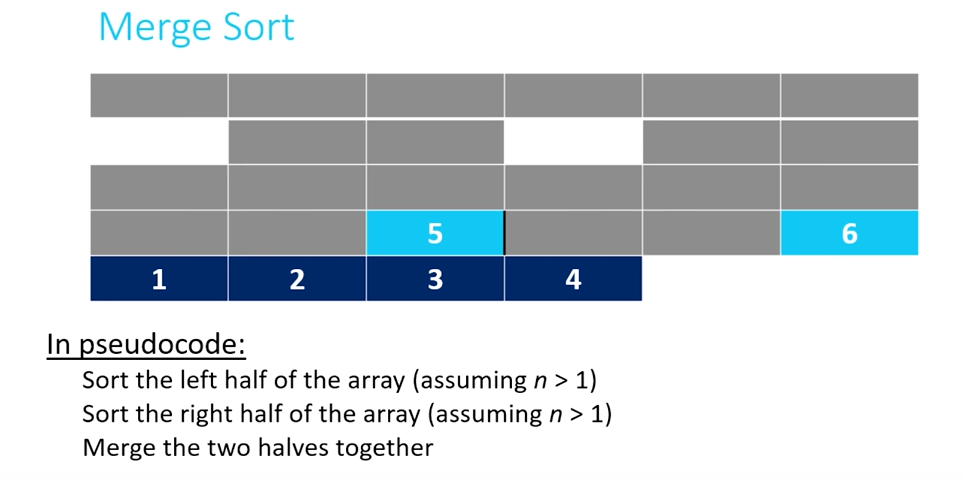 Merge Sort
5 6
1 2 3 4
In pseudocode:
Sort the left half of the array (assuming n > 1)
Sort the right half of the array (assuming n > 1)
Merge the two halves together